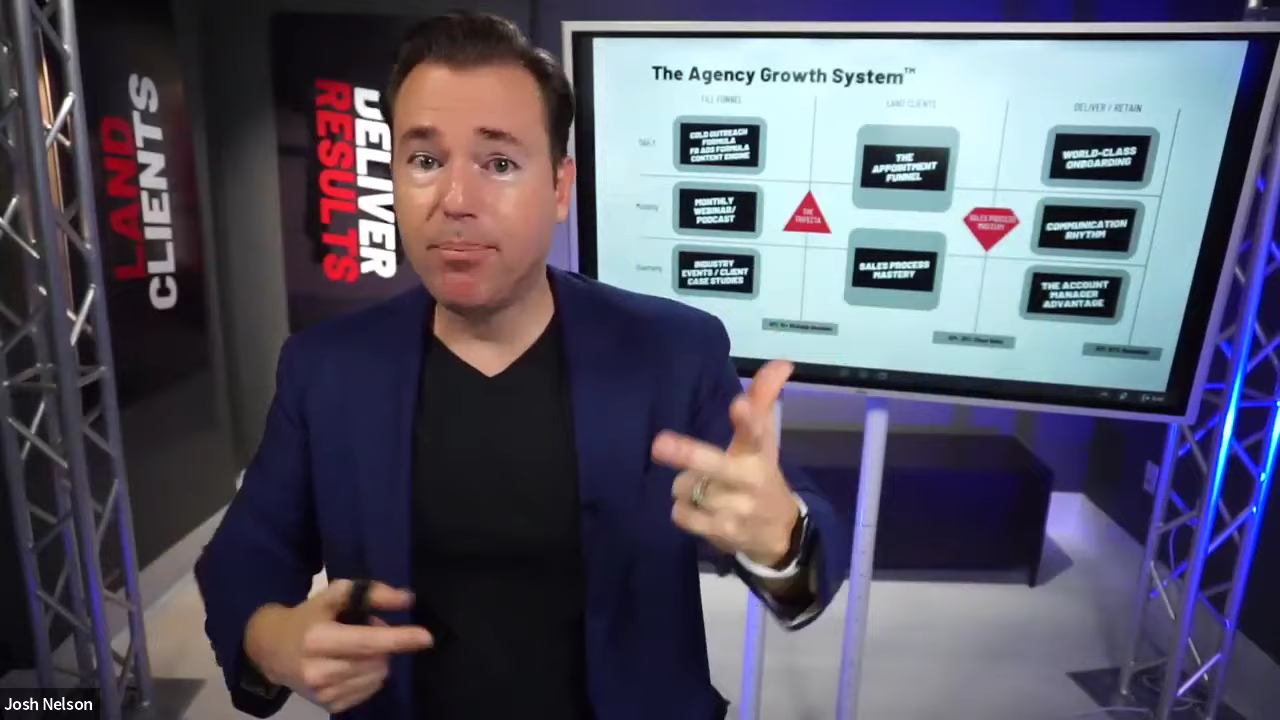 LAND
CLIENTS
DELIVER
RESULTS
The Agency Growth System™
FILL FUNNEL
LAND CLIENTS
DELIVER / RETAIN
DAILY
COLD OUTREACH
FORMULA
FB ADS FORMULA
CONTENT ENGINE
THE
APPOINTMENT
FUNNEL
WORLD-CLASS
ONBOARDING
Monthly
MONTHLY
WEBINAR/
PODCAST
THE
TRIFECTA
SALES PROCESS
MASTERY
COMMUNICATION
RHYTHM
Quarterly
INDUSTRY
EVENTS / CLIENT
CASE STUDIES
SALES PROCESS
MASTERY
THE ACCOUNT
MANAGER
ADVANTAGE
Josh Nelson